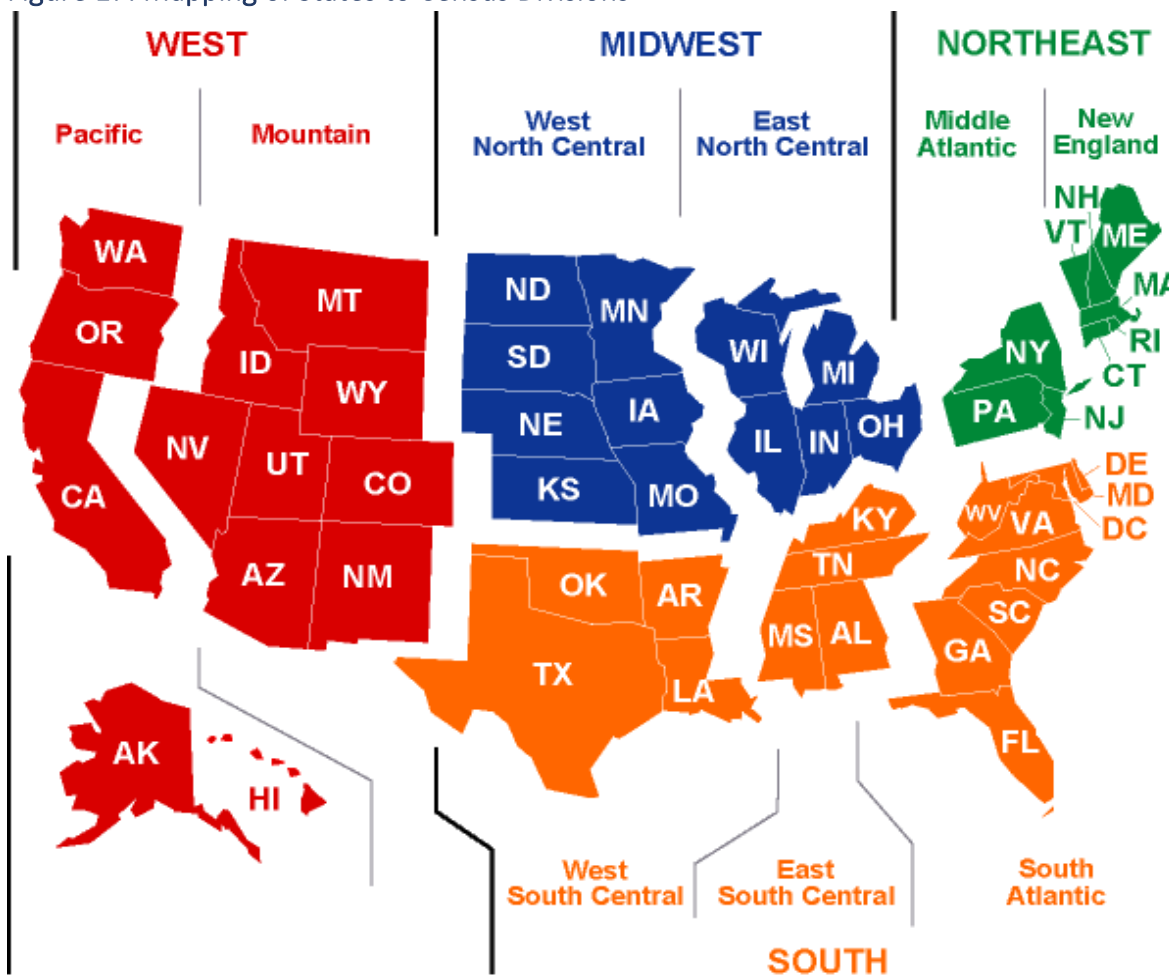 WEST
MIDWEST
NORTHEAST
Pacific
Mountain
West
North Central
East
North Central
Middle
Atlantic
New
England
WA
OR
CA
NV
MT
ID
WY
UT
CO
AZ
NM
AK
HI
ND
SD
NE
KS
MN
IA
MO
WI
MI
IL
IN
OH
NH
VT
ME
MA
RI
CT
NY
PA
NJ
DE
MD
DC
WV
VA
NC
SC
GA
FL
KY
TN
MS
AL
OK
AR
TX
LA
West
South Central
East
South Central
South
Atlantic
SOUTH